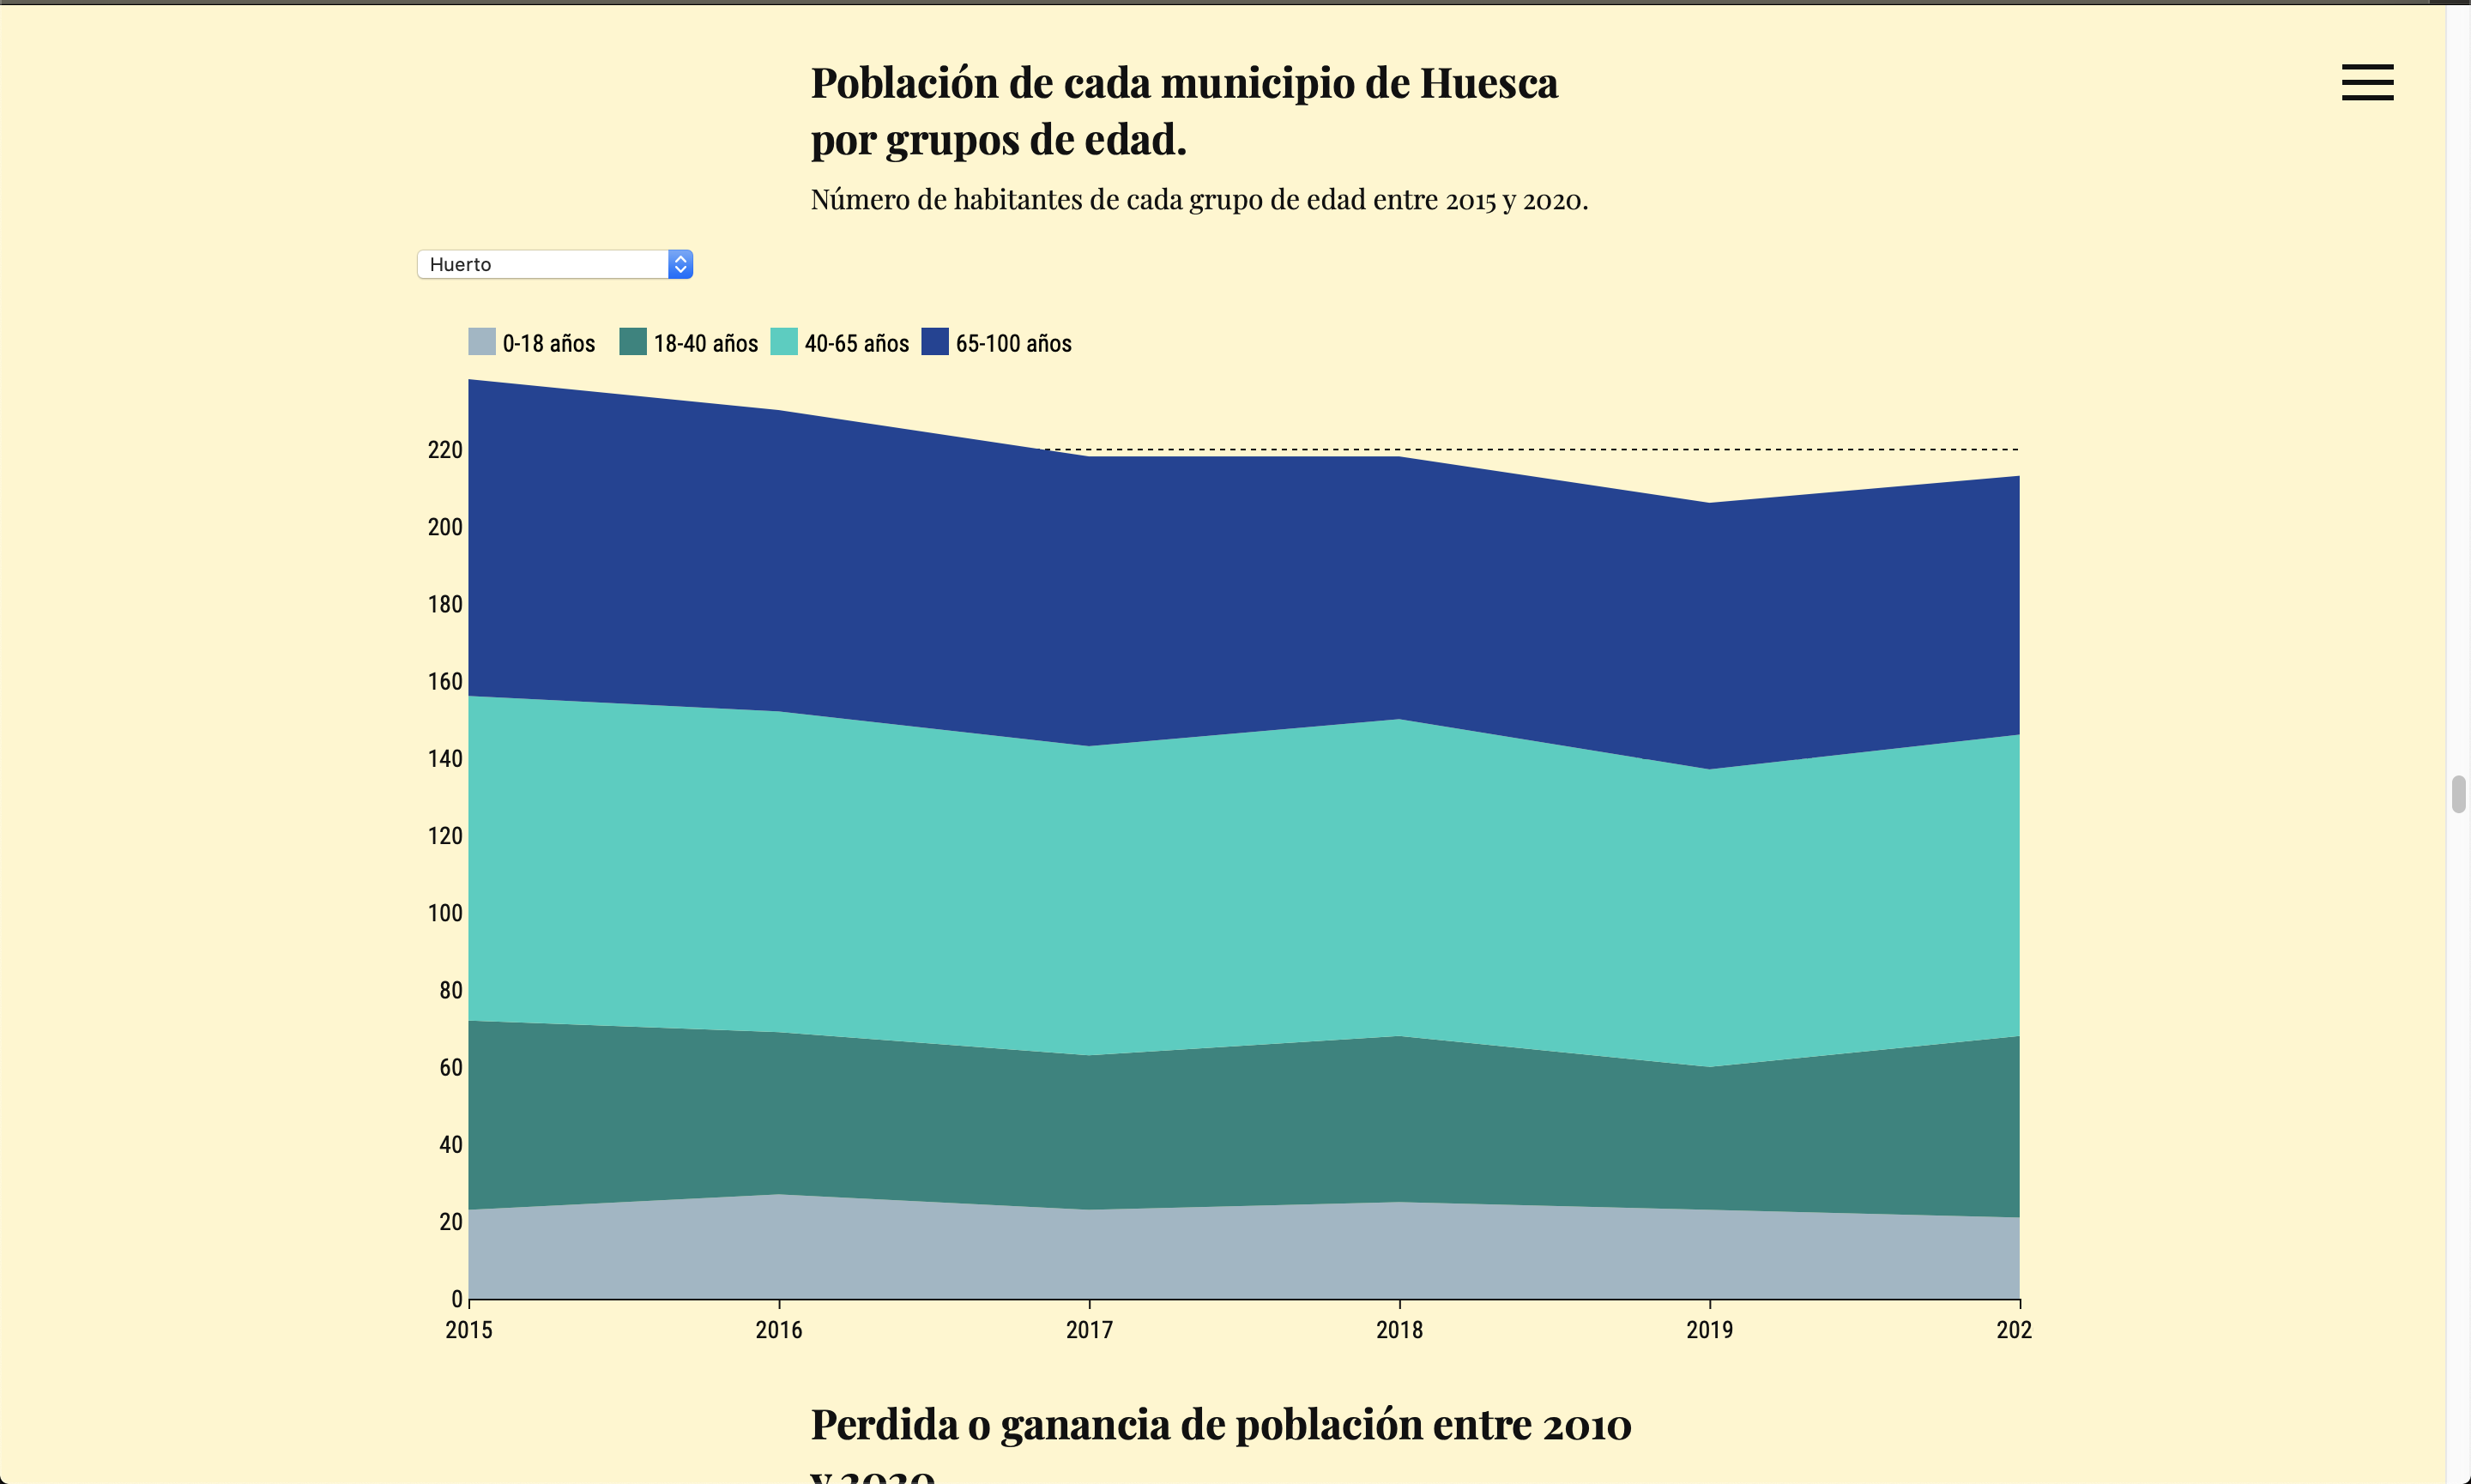 Población de cada municipio de Huesca
por grupos de edad.
Número de habitantes de cada grupo de edad entre 2015 y 2020.
Huerto
0-18 años 18-40 años 40-65 años 65-100 años
220
200
180
160
140
120
100
80
60
40
20
0
2015 2016 2017 2018 2019 202
Perdida o ganancia de población entre 2010
y 2020